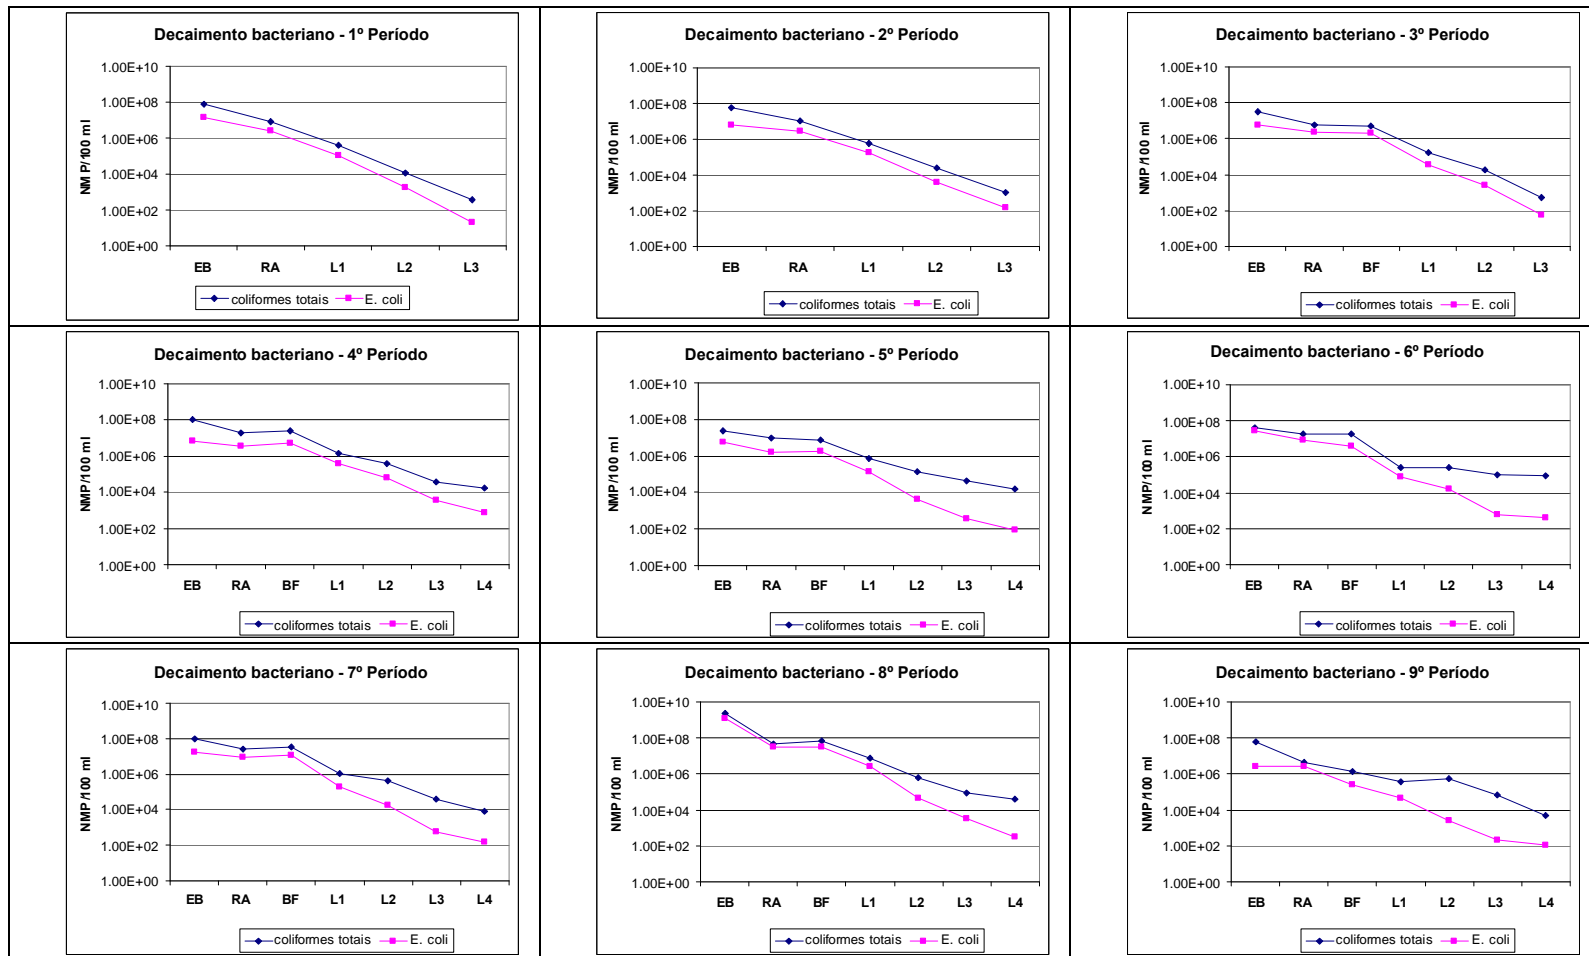 Decaimento bacteriano - 1º Período
NMP/100 ml
1.00E+10
1.00E+08
1.00E+06
1.00E+04
1.00E+02
1.00E+00
EB RA L1 L2 L3
coliformes totais E. coli
Decaimento bacteriano - 2º Período
NMP/100 ml
1.00E+10
1.00E+08
1.00E+06
1.00E+04
1.00E+02
1.00E+00
EB RA L1 L2 L3
coliformes totais E. coli
Decaimento bacteriano - 3º Período
NMP/100 ml
1.00E+10
1.00E+08
1.00E+06
1.00E+04
1.00E+02
1.00E+00
EB RA BF L1 L2 L3
coliformes totais E. coli
Decaimento bacteriano - 4º Período
NMP/100 ml
1.00E+10
1.00E+08
1.00E+06
1.00E+04
1.00E+02
1.00E+00
EB RA BF L1 L2 L3 L4
coliformes totais E. coli
Decaimento bacteriano - 5º Período
NMP/100 ml
1.00E+10
1.00E+08
1.00E+06
1.00E+04
1.00E+02
1.00E+00
EB RA BF L1 L2 L3 L4
coliformes totais E. coli
Decaimento bacteriano - 6º Período
NMP/100 ml
1.00E+10
1.00E+08
1.00E+06
1.00E+04
1.00E+02
1.00E+00
EB RA BF L1 L2 L3 L4
coliformes totais E. coli
Decaimento bacteriano - 7º Período
NMP/100 ml
1.00E+10
1.00E+08
1.00E+06
1.00E+04
1.00E+02
1.00E+00
EB RA BF L1 L2 L3 L4
coliformes totais E. coli
Decaimento bacteriano - 8º Período
NMP/100 ml
1.00E+10
1.00E+08
1.00E+06
1.00E+04
1.00E+02
1.00E+00
EB RA BF L1 L2 L3 L4
coliformes totais E. coli
Decaimento bacteriano - 9º Período
NMP/100 ml
1.00E+10
1.00E+08
1.00E+06
1.00E+04
1.00E+02
1.00E+00
EB RA BF L1 L2 L3 L4
coliformes totais E. coli